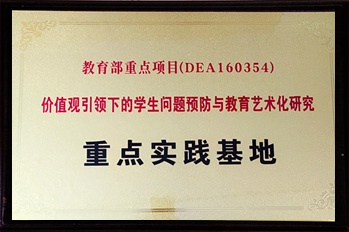 教育部重点项目(DEA160354)
价值观引领下的学生问题预防与教育艺术化研究
重点实践基地